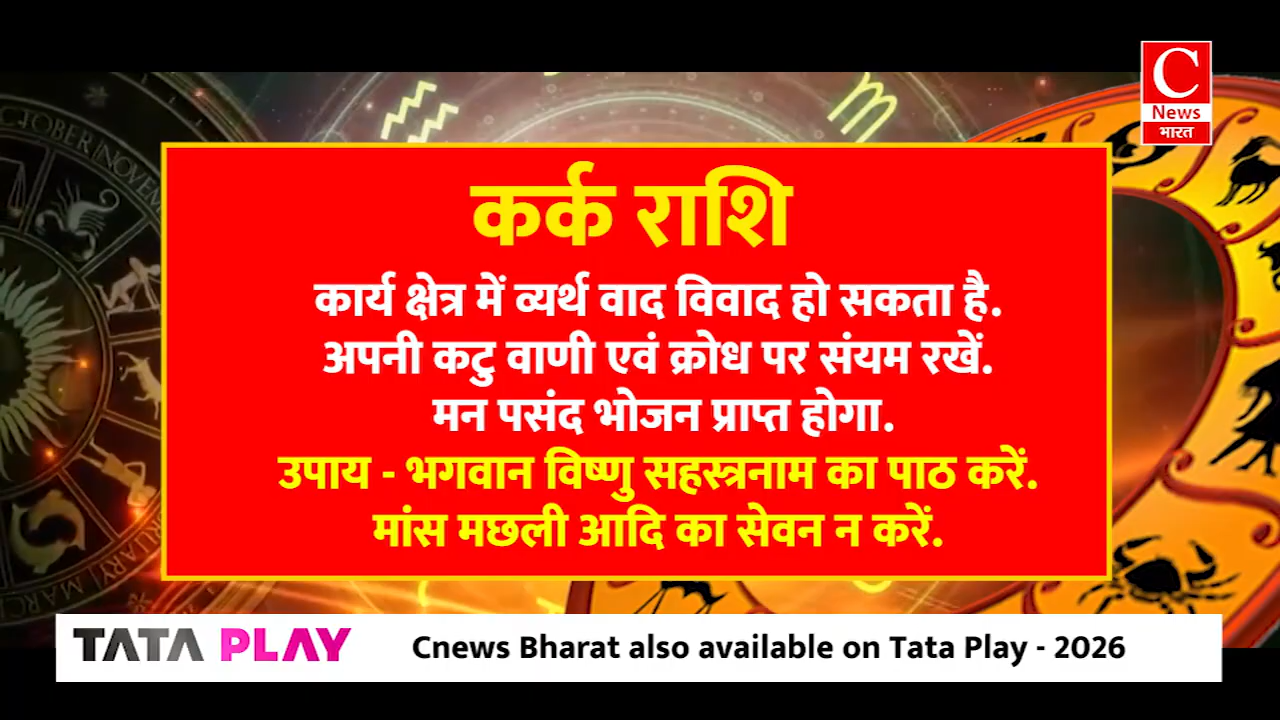 C
News
भारत
कर्क राशि
कार्य क्षेत्र में व्यर्थ वाद विवाद हो सकता है.
अपनी कटु वाणी एवं क्रोध पर संयम रखें.
मन पसंद भोजन प्राप्त होगा.
उपाय - भगवान विष्णु सहस्त्रनाम का पाठ करें.
मांस मछली आदि का सेवन न करें.
TATA PLAY
Cnews Bharat also available on Tata Play - 2026